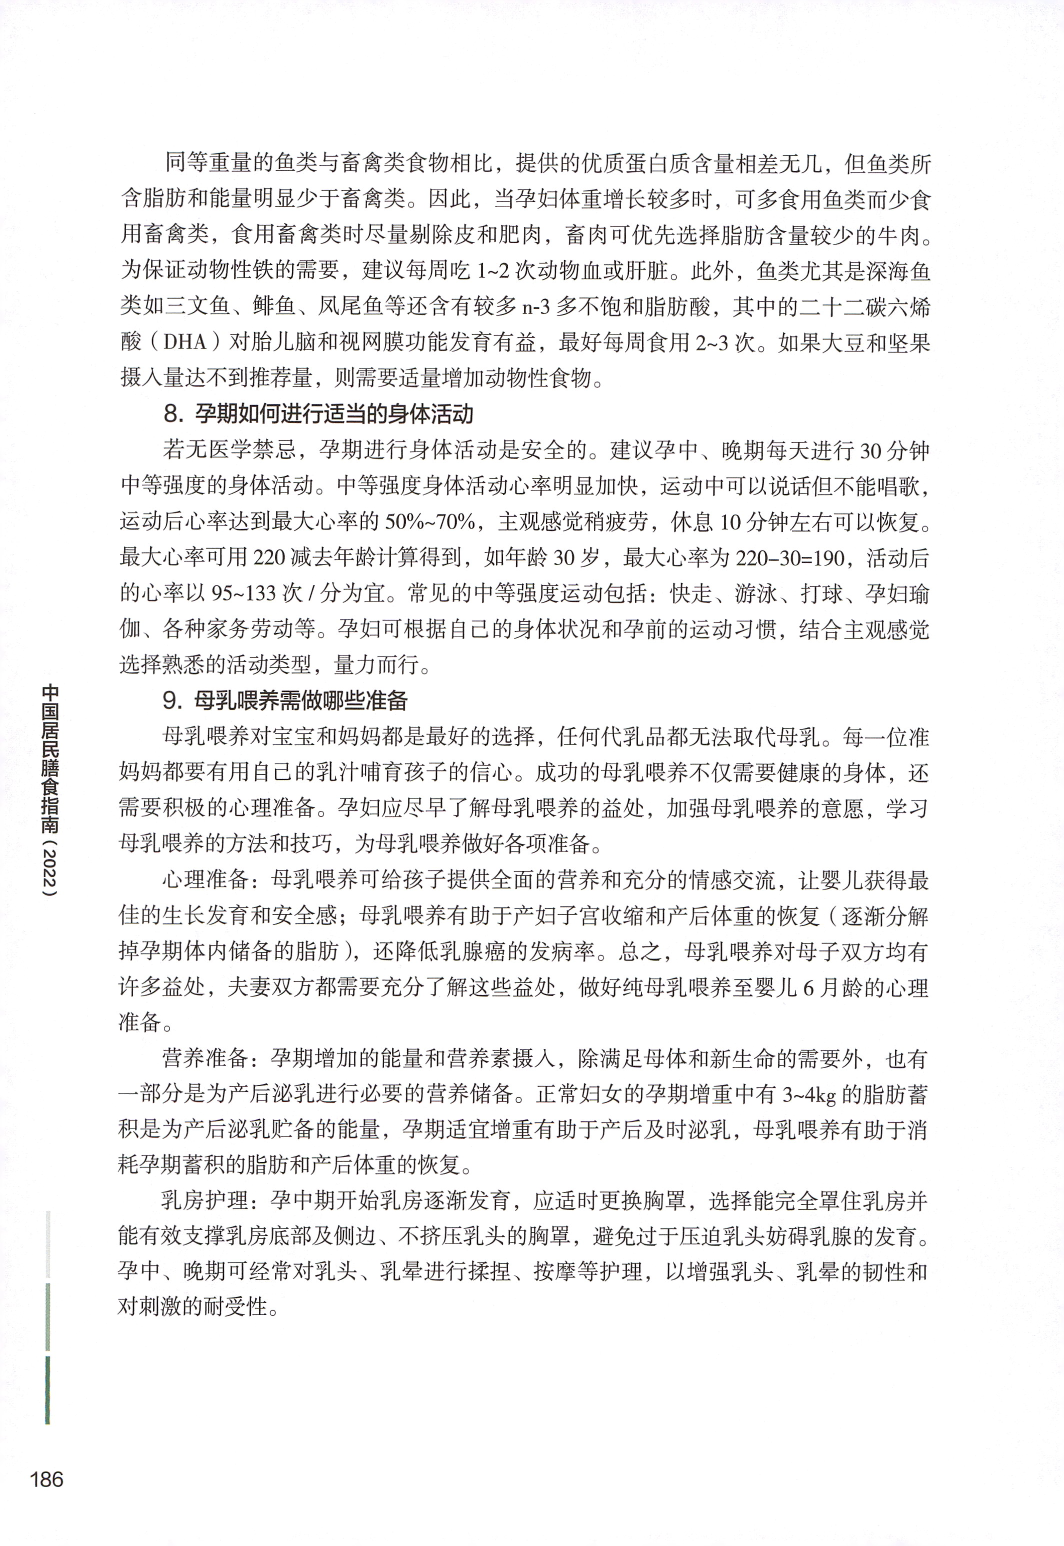 同等重量的鱼类与畜禽类食物相比，提供的优质蛋白质含量相差无几，但鱼类所
含脂肪和能量明显少于畜禽类。因此，当孕妇体重增长较多时，可多食用鱼类而少食
用畜禽类，食用畜禽类时尽量剔除皮和肥肉，畜肉可优先选择脂肪含量较少的牛肉。
为保证动物性铁的需要，建议每周吃 1~2 次动物血或肝脏。此外，鱼类尤其是深海鱼
类如三文鱼、鲱鱼、凤尾鱼等还含有较多 n-3 多不饱和脂肪酸，其中的二十二碳六烯
酸（DHA）对胎儿脑和视网膜功能发育有益，最好每周食用 2~3 次。如果大豆和坚果
摄入量达不到推荐量，则需要适量增加动物性食物。
8. 孕期如何进行适当的身体活动
若无医学禁忌，孕期进行身体活动是安全的。建议孕中、晚期每天进行 30 分钟
中等强度的身体活动。中等强度身体活动心率明显加快，运动中可以说话但不能唱歌，
运动后心率达到最大心率的 50%~70%，主观感觉稍疲劳，休息 10 分钟左右可以恢复。
最大心率可用 220 减去年龄计算得到，如年龄 30 岁，最大心率为 220–30=190，活动后
的心率以 95~133 次 / 分为宜。常见的中等强度运动包括：快走、游泳、打球、孕妇瑜
伽、各种家务劳动等。孕妇可根据自己的身体状况和孕前的运动习惯，结合主观感觉
选择熟悉的活动类型，量力而行。
9. 母乳喂养需做哪些准备
母乳喂养对宝宝和妈妈都是最好的选择，任何代乳品都无法取代母乳。每一位准
妈妈都要有用自己的乳汁哺育孩子的信心。成功的母乳喂养不仅需要健康的身体，还
需要积极的心理准备。孕妇应尽早了解母乳喂养的益处，加强母乳喂养的意愿，学习
母乳喂养的方法和技巧，为母乳喂养做好各项准备。
心理准备：母乳喂养可给孩子提供全面的营养和充分的情感交流，让婴儿获得最
佳的生长发育和安全感；母乳喂养有助于产妇子宫收缩和产后体重的恢复（逐渐分解
掉孕期体内储备的脂肪），还降低乳腺癌的发病率。总之，母乳喂养对母子双方均有
许多益处，夫妻双方都需要充分了解这些益处，做好纯母乳喂养至婴儿 6 月龄的心理
准备。
营养准备：孕期增加的能量和营养素摄入，除满足母体和新生命的需要外，也有
一部分是为产后泌乳进行必要的营养储备。正常妇女的孕期增重中有 3~4kg 的脂肪蓄
积是为产后泌乳贮备的能量，孕期适宜增重有助于产后及时泌乳，母乳喂养有助于消
耗孕期蓄积的脂肪和产后体重的恢复。
乳房护理：孕中期开始乳房逐渐发育，应适时更换胸罩，选择能完全罩住乳房并
能有效支撑乳房底部及侧边、不挤压乳头的胸罩，避免过于压迫乳头妨碍乳腺的发育。
孕中、晚期可经常对乳头、乳晕进行揉捏、按摩等护理，以增强乳头、乳晕的韧性和
对刺激的耐受性。
中国居民膳食指南（2022）
186